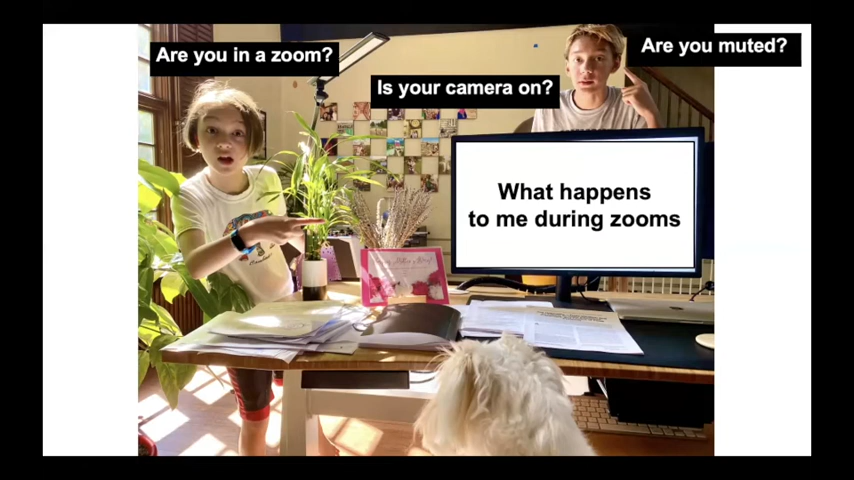 Are you in a zoom?
Are you muted?
Is your camera on?
What happens
to me during zooms